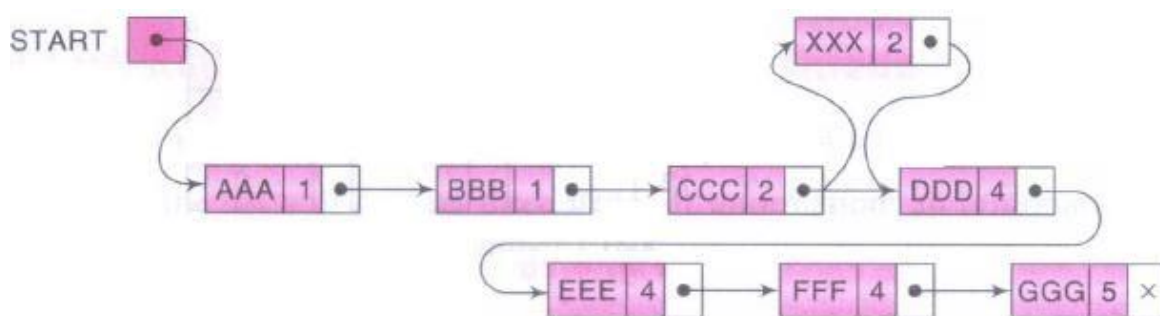 START
XXX 2
AAA 1 BBB 1 CCC 2 DDD 4
EEE 4 FFF 4 GGG 5 ×